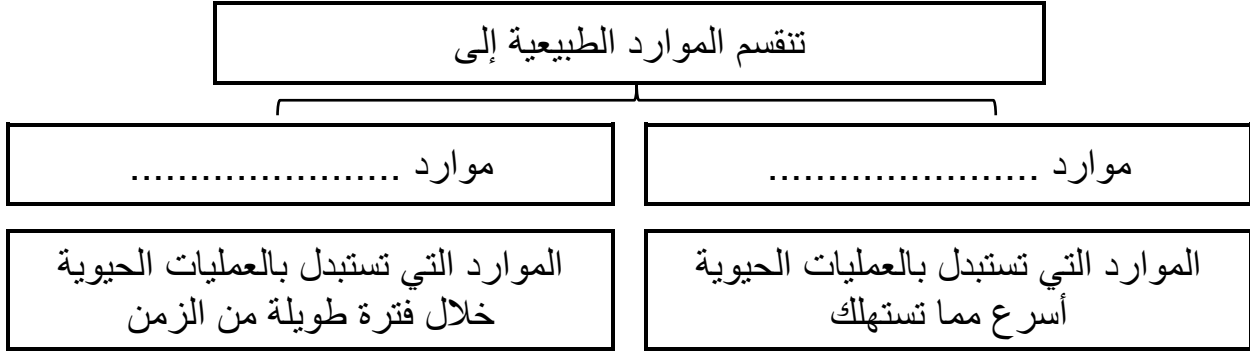 تنقسم الموارد الطبيعية إلى
موارد .......................
موارد .......................
الموارد التي تستبدل بالعمليات الحيوية
أسرع مما تستهلك
الموارد التي تستبدل بالعمليات الحيوية
خلال فترة طويلة من الزمن